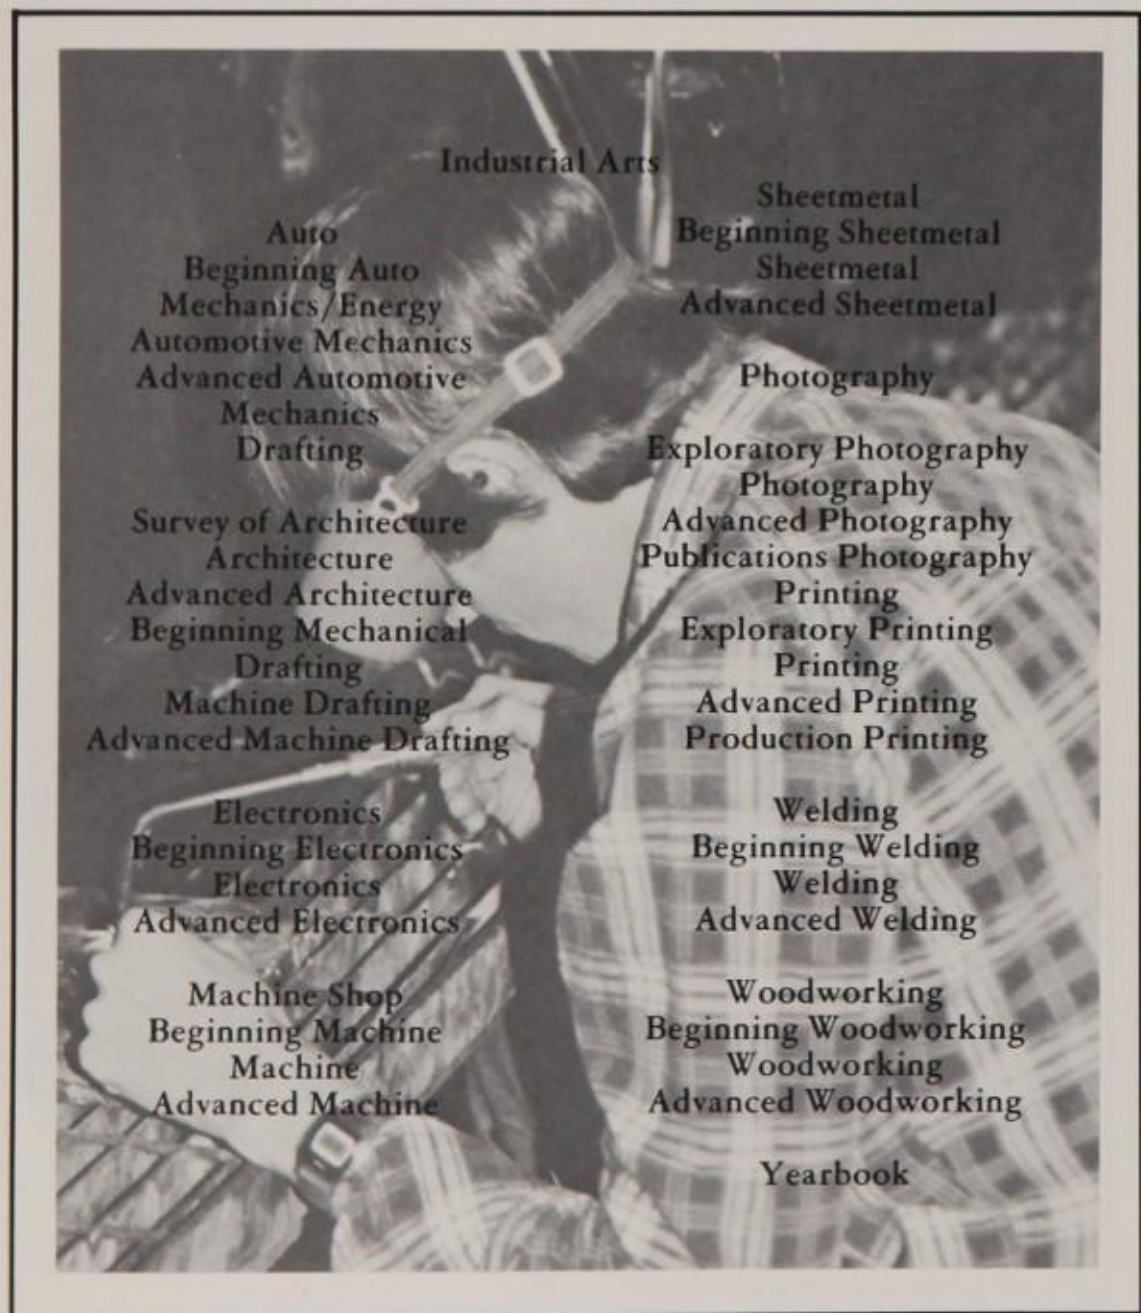 Industrial Arts
Auto
Beginning Auto
Mechanics/Energy
Automotive Mechanics
Advanced Automotive
Mechanics
Drafting
Survey of Architecture
Architecture
Advanced Architecture
Beginning Mechanical
Drafting
Machine Drafting
Advanced Machine Drafting
Electronics
Beginning Electronics
Electronics
Advanced Electronics
Machine Shop
Beginning Machine
Machine
Advanced Machine
Sheetmetal
Beginning Sheetmetal
Sheetmetal
Advanced Sheetmetal
Photography
Exploratory Photography
Photography
Advanced Photography
Publications Photography
Printing
Exploratory Printing
Printing
Advanced Printing
Production Printing
Welding
Beginning Welding
Welding
Advanced Welding
Woodworking
Beginning Woodworking
Woodworking
Advanced Woodworking
Yearbook